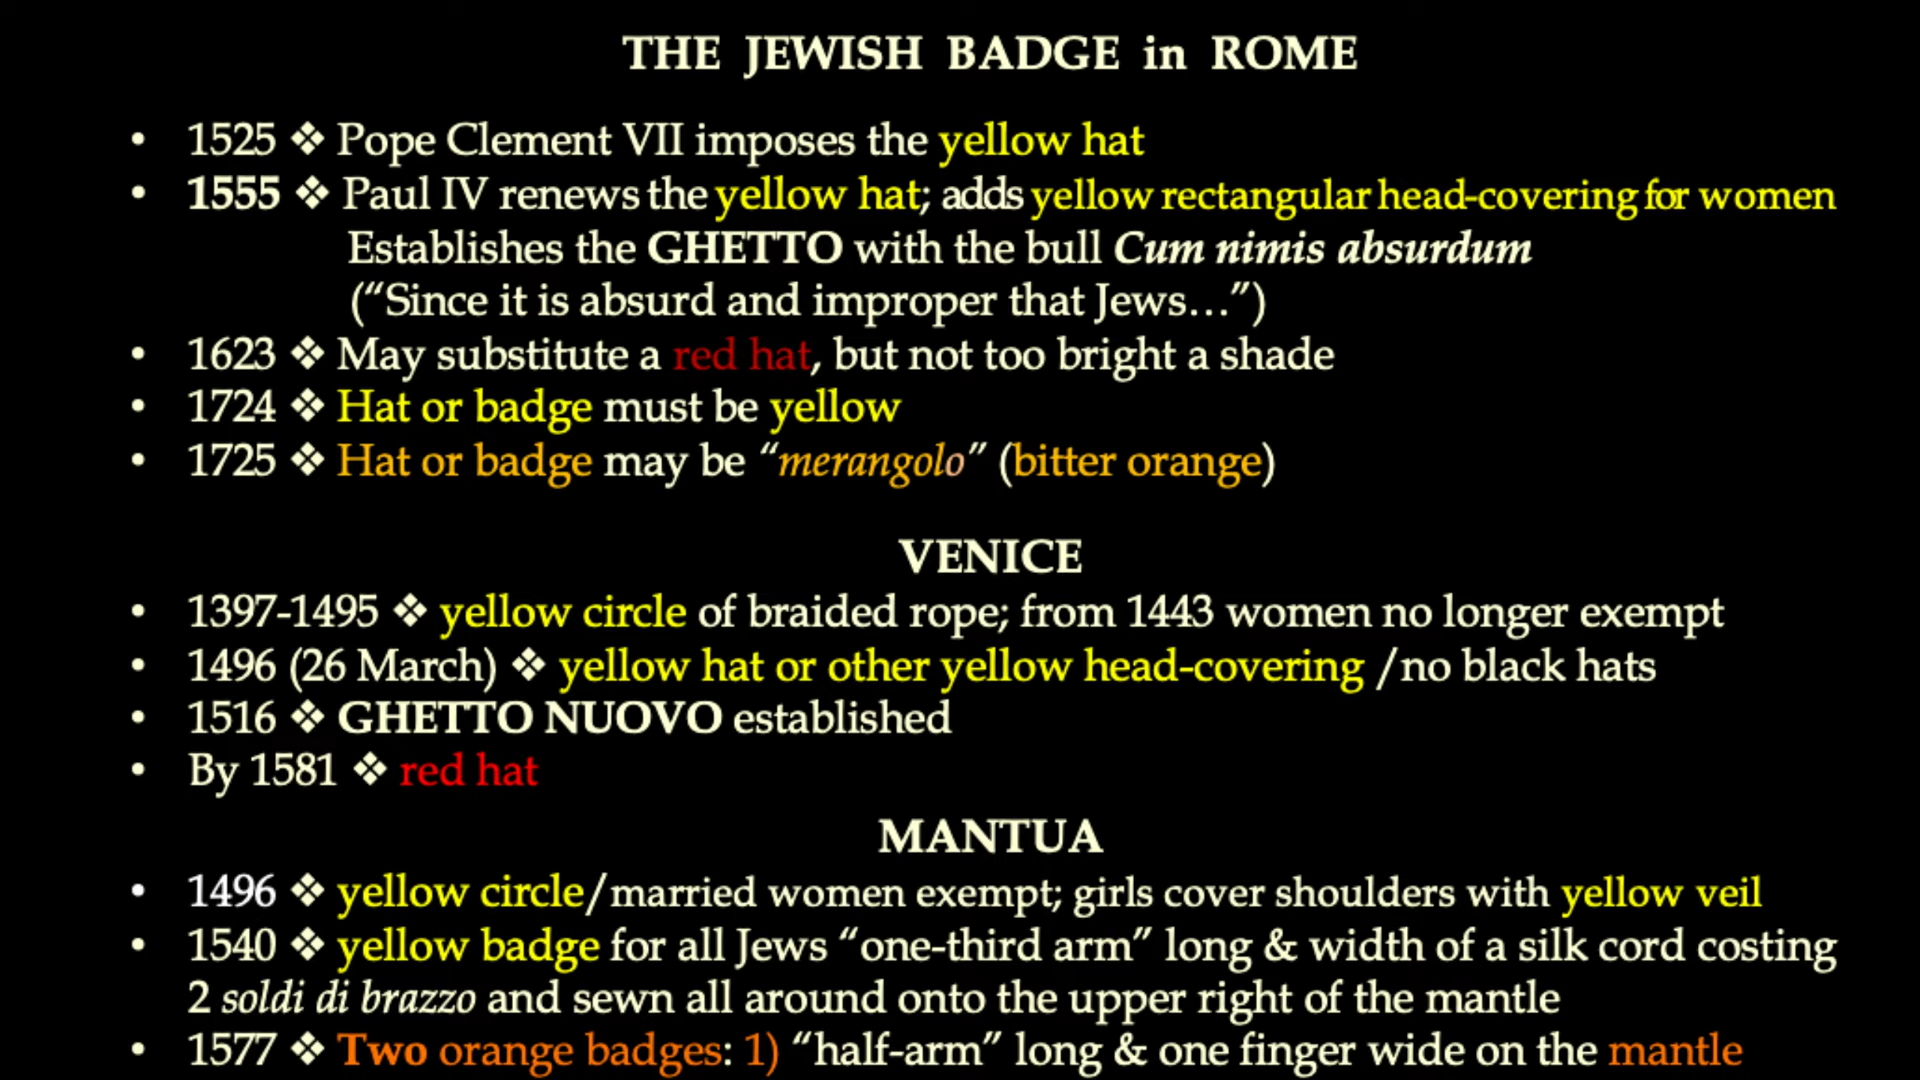 THE JEWISH BADGE in ROME
• 1525 ❖ Pope Clement VII imposes the yellow hat
• 1555 ❖ Paul IV renews the yellow hat; adds yellow rectangular head-covering for women
Establishes the GHETTO with the bull Cum nimis absurdum
(“Since it is absurd and improper that Jews…”)
• 1623 ❖ May substitute a red hat, but not too bright a shade
• 1724 ❖ Hat or badge must be yellow
• 1725 ❖ Hat or badge may be “merangolo” (bitter orange)
VENICE
• 1397-1495 ❖ yellow circle of braided rope; from 1443 women no longer exempt
• 1496 (26 March) ❖ yellow hat or other yellow head-covering /no black hats
• 1516 ❖ GHETTO NUOVO established
• By 1581 ❖ red hat
MANTUA
• 1496 ❖ yellow circle/married women exempt; girls cover shoulders with yellow veil
• 1540 ❖ yellow badge for all Jews “one-third arm” long & width of a silk cord costing
2 soldi di brazzo and sewn all around onto the upper right of the mantle
• 1577 ❖ Two orange badges: 1) “half-arm” long & one finger wide on the mantle